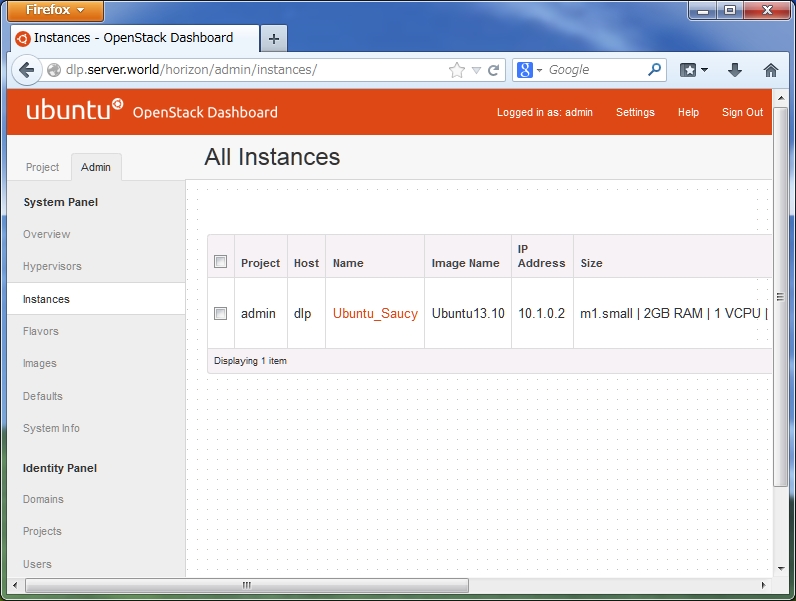 Firefox
Instances - OpenStack Dashboard
dlp.server.world/horizon/admin/instances/
Google
ubuntu OpenStack Dashboard
Logged in as: admin Settings Help Sign Out
Project Admin
All Instances
System Panel
Overview
Hypervisors
Instances
Flavors
Images
Defaults
System Info
Identity Panel
Domains
Projects
Users
Project Host Name Image Name IP Address Size
admin dlp Ubuntu_Saucy Ubuntu13.10 10.1.0.2 m1.small | 2GB RAM | 1 VCPU |
Displaying 1 item